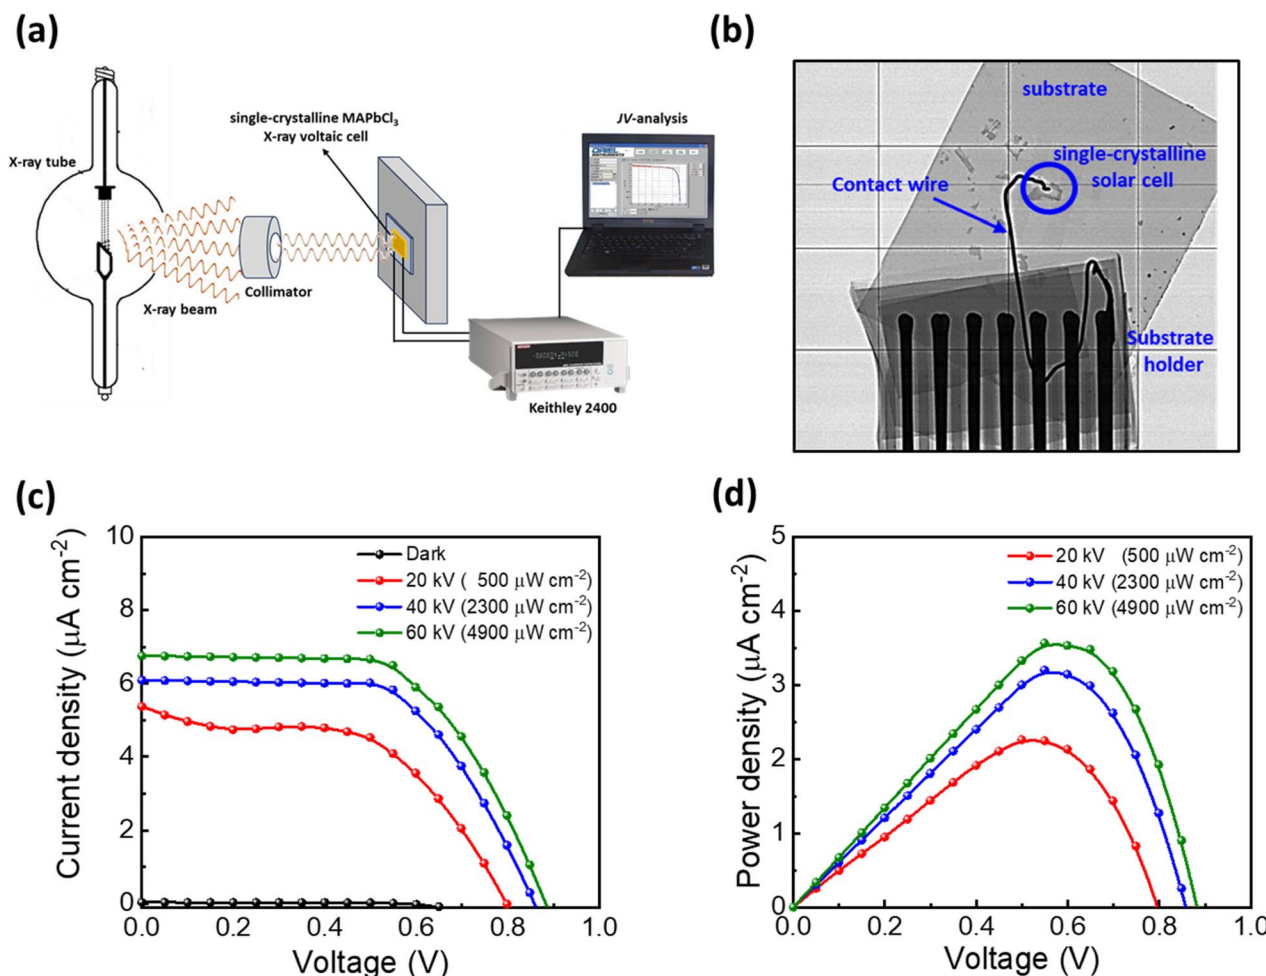 (a)
X-ray tube
single-crystalline MAPbCl₃
X-ray voltaic cell
JV-analysis
X-ray beam
Collimator
Keithley 2400
(b)
substrate
single-crystalline
solar cell
Contact wire
Substrate
holder
(c)
Current density (μA cm⁻²)
10
8
6
4
2
0
Dark
20 kV ( 500 μW cm⁻²)
40 kV (2300 μW cm⁻²)
60 kV (4900 μW cm⁻²)
0.0 0.2 0.4 0.6 0.8 1.0
Voltage (V)
(d)
Power density (μA cm⁻²)
5
4
3
2
1
0
20 kV (500 μW cm⁻²)
40 kV (2300 μW cm⁻²)
60 kV (4900 μW cm⁻²)
0.0 0.2 0.4 0.6 0.8 1.0
Voltage (V)